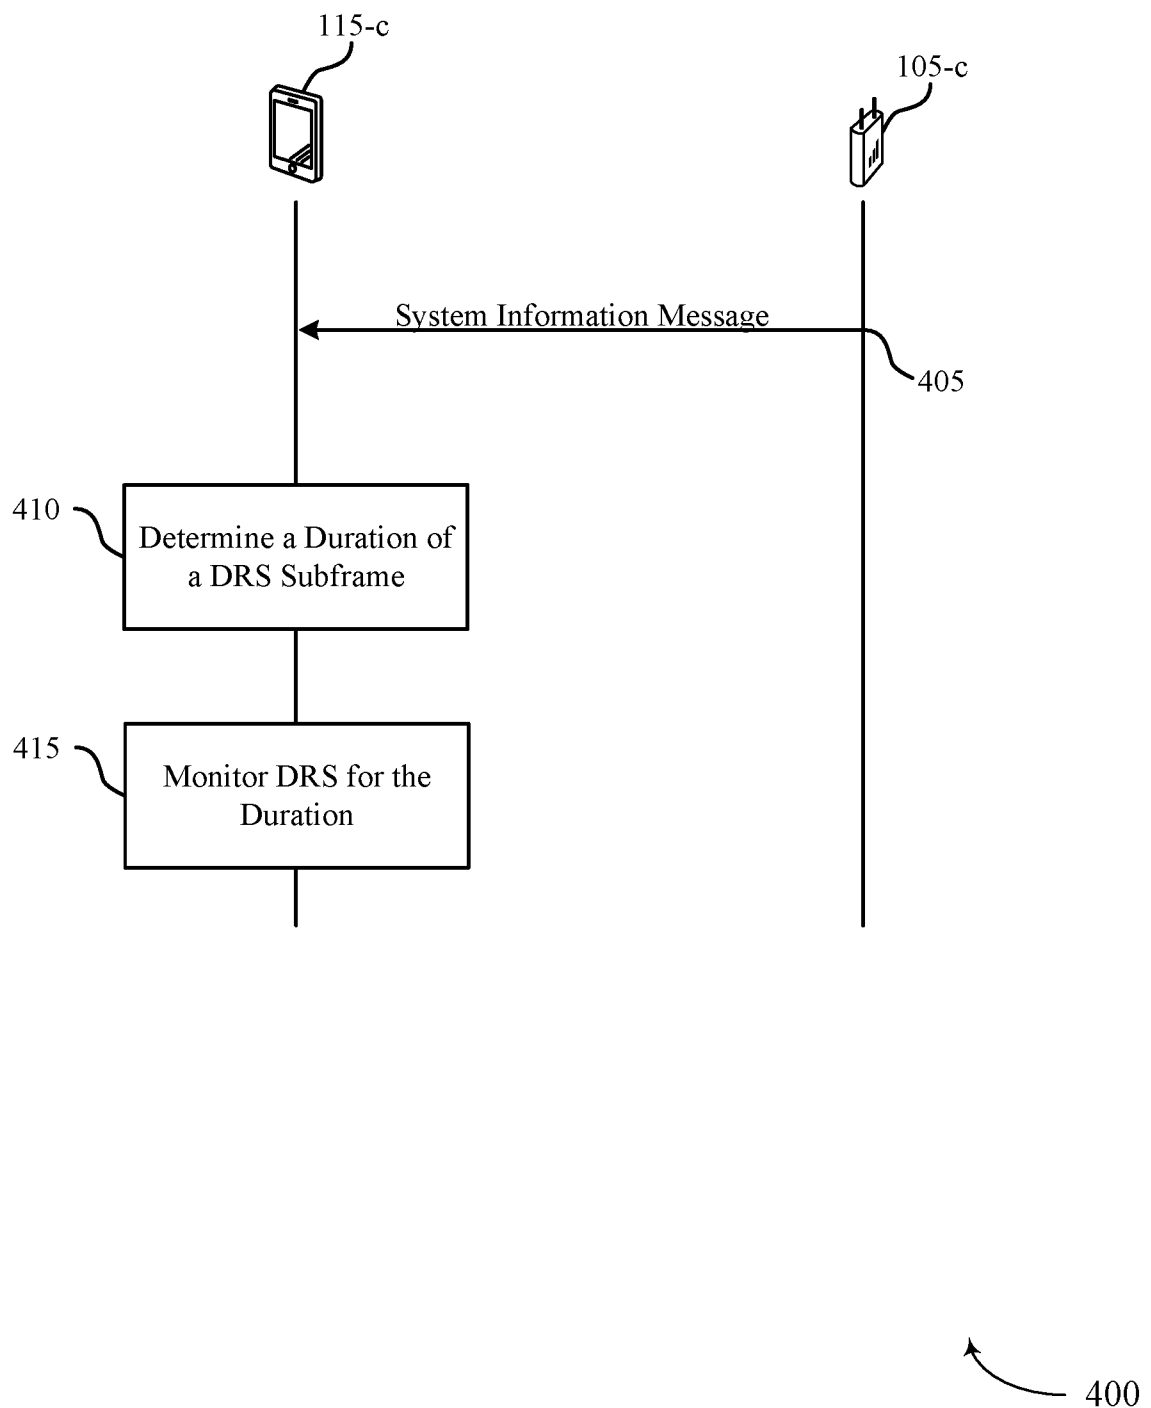 115-c
105-c
System Information Message
405
410
Determine a Duration of
a DRS Subframe
415
Monitor DRS for the
Duration
400